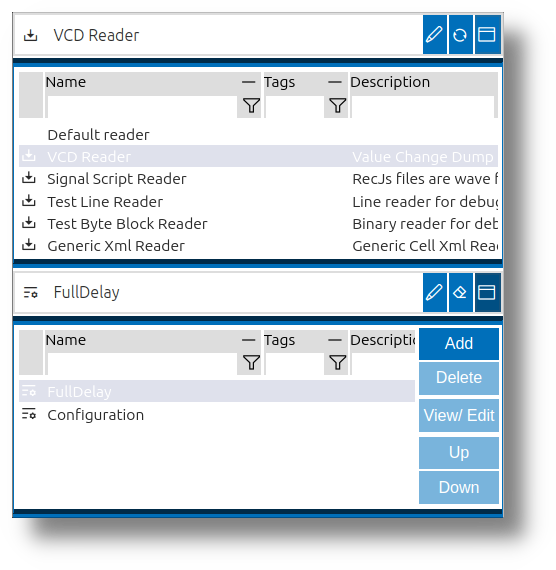 VCD Reader
Name Tags Description
Default reader
VCD Reader Value Change Dump
Signal Script Reader RecJs files are wave f
Test Line Reader Line reader for debug
Test Byte Block Reader Binary reader for deb
Generic Xml Reader Generic Cell Xml Read
FullDelay
Name Tags Descriptio
Add
FullDelay
Delete
Configuration
View/ Edit
Up
Down